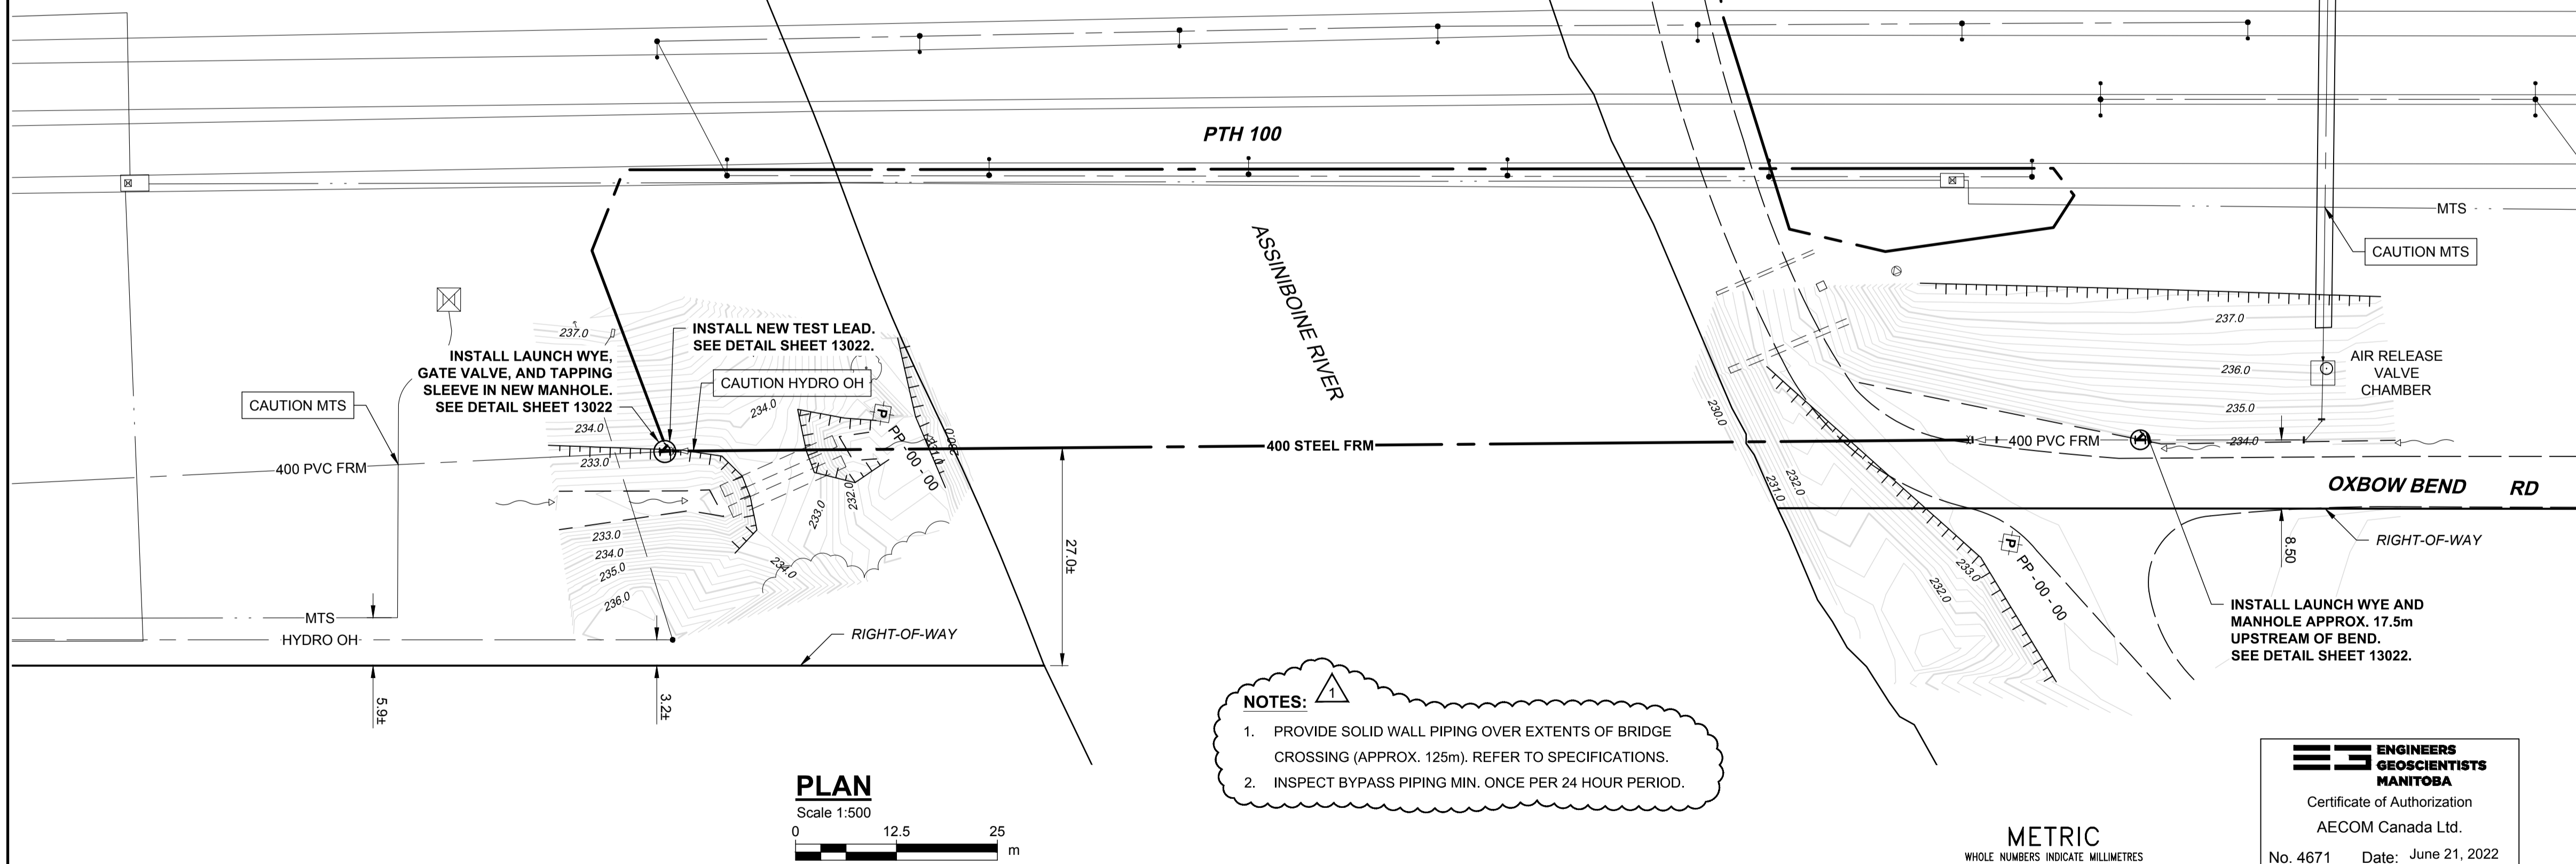 PTH 100
MTS
CAUTION MTS
ASSINIBOINE RIVER
237.0
INSTALL NEW TEST LEAD.
SEE DETAIL SHEET 13022.
INSTALL LAUNCH WYE,
GATE VALVE, AND TAPPING
SLEEVE IN NEW MANHOLE.
SEE DETAIL SHEET 13022
CAUTION HYDRO OH
CAUTION MTS
234.0
234.0
233.0
400 PVC FRM
P
PP - 00 - 00
231.0
230.0
232.0
233.0
233.0
234.0
235.0
236.0
234.0
400 STEEL FRM
27.0±
230.0
231.0
232.0
237.0
236.0
235.0
234.0
AIR RELEASE
VALVE
CHAMBER
400 PVC FRM
OXBOW BEND RD
RIGHT-OF-WAY
8.50
P
PP - 00 - 00
233.0
232.0
INSTALL LAUNCH WYE AND
MANHOLE APPROX. 17.5m
UPSTREAM OF BEND.
SEE DETAIL SHEET 13022.
MTS
HYDRO OH
RIGHT-OF-WAY
5.9±
3.2±
NOTES: 1
1. PROVIDE SOLID WALL PIPING OVER EXTENTS OF BRIDGE
CROSSING (APPROX. 125m). REFER TO SPECIFICATIONS.
2. INSPECT BYPASS PIPING MIN. ONCE PER 24 HOUR PERIOD.
PLAN
Scale 1:500
0 12.5 25
m
METRIC
WHOLE NUMBERS INDICATE MILLIMETRES
ENGINEERS
GEOSCIENTISTS
MANITOBA
Certificate of Authorization
AECOM Canada Ltd.
No. 4671 Date: June 21, 2022